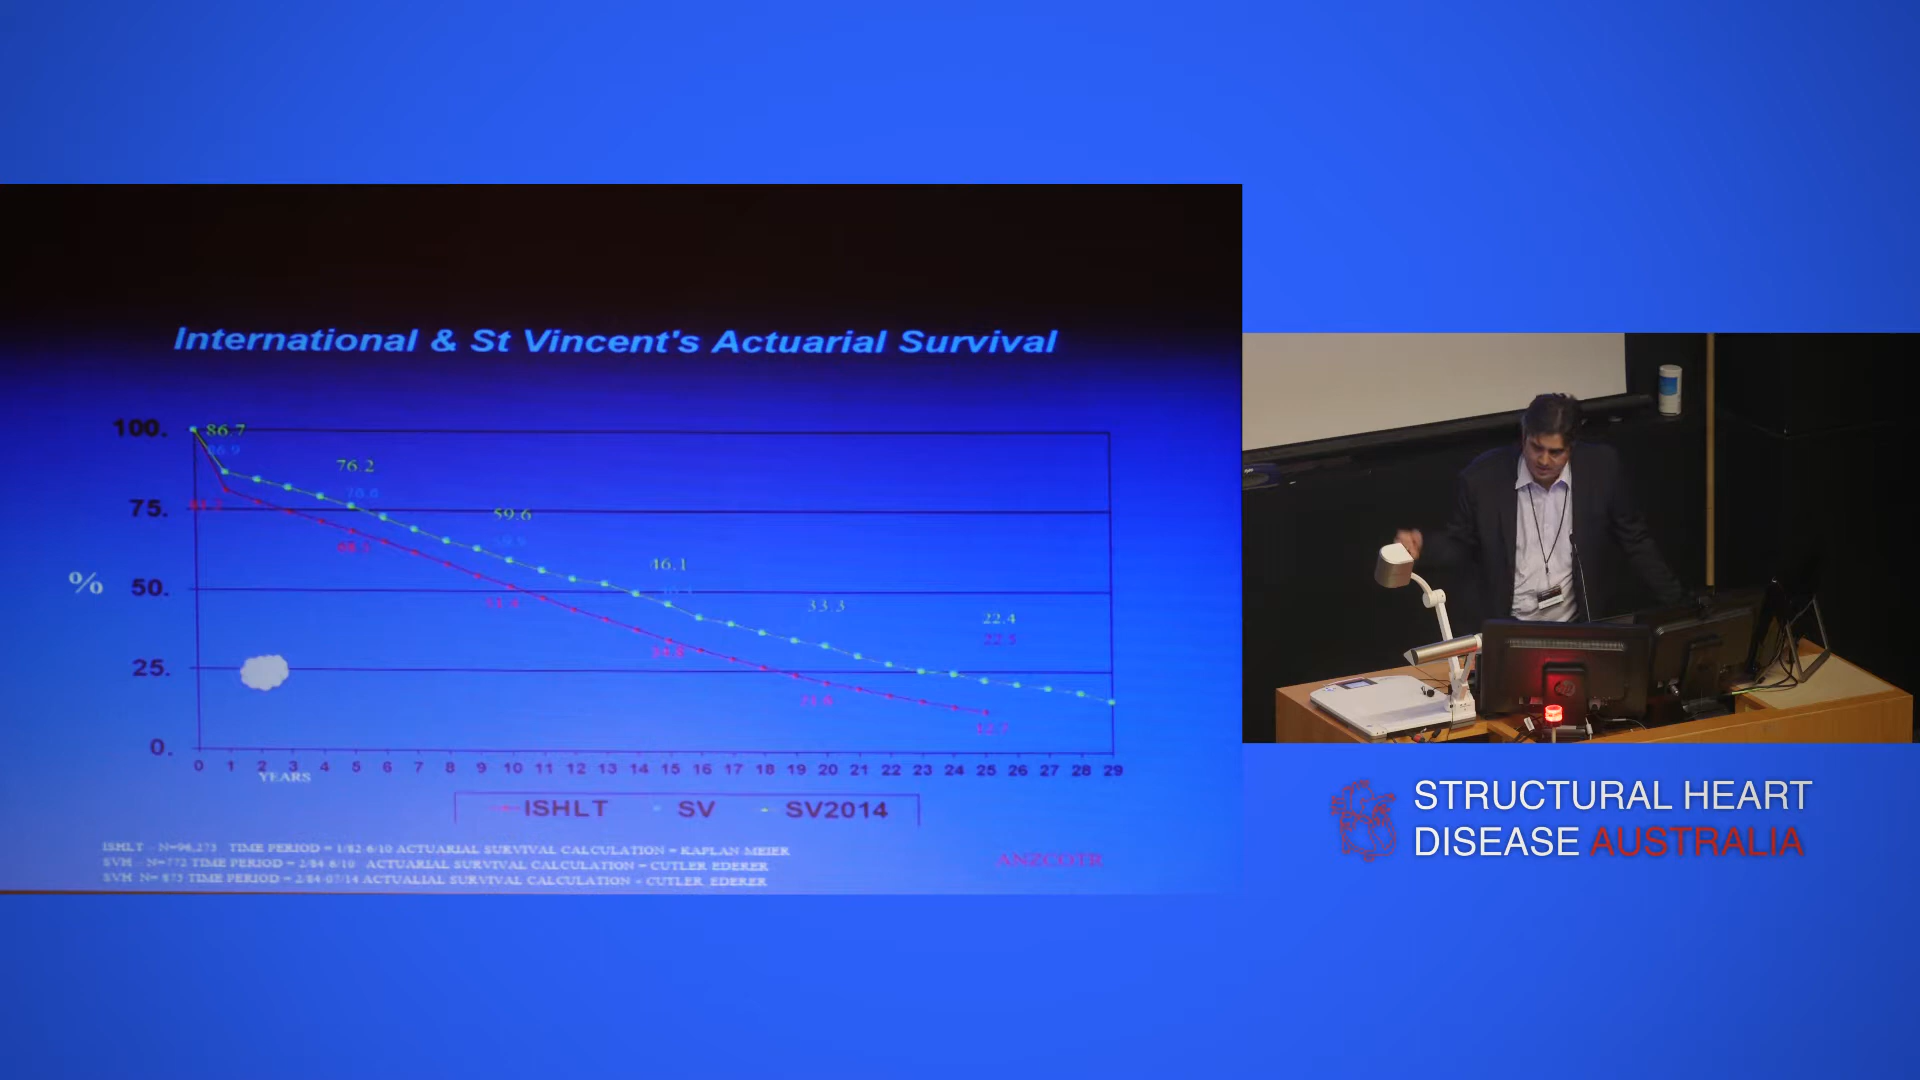 International & St Vincent's Actuarial Survival
100.
86.7
86.9
76.2
75.
59.6
46.1
%
50.
33.3
22.4
22.5
25.
0.
0 1 2 3 4 5 6 7 8 9 10 11 12 13 14 15 16 17 18 19 20 21 22 23 24 25 26 27 28 29
YEARS
ISHLT SV SV2014
ISHLT - N=96,273 TIME PERIOD = 1/82-6/10 ACTUARIAL SURVIVAL CALCULATION = KAPLAN MEIER
SVH - N=772 TIME PERIOD = 2/84-6/10 ACTUARIAL SURVIVAL CALCULATION = CUTLER EDERER
SVH N= 873 TIME PERIOD = 2/84-07/14 ACTUALIAL SURVIVAL CALCULATION = CUTLER EDERER
ANZCOTR
STRUCTURAL HEART
DISEASE AUSTRALIA